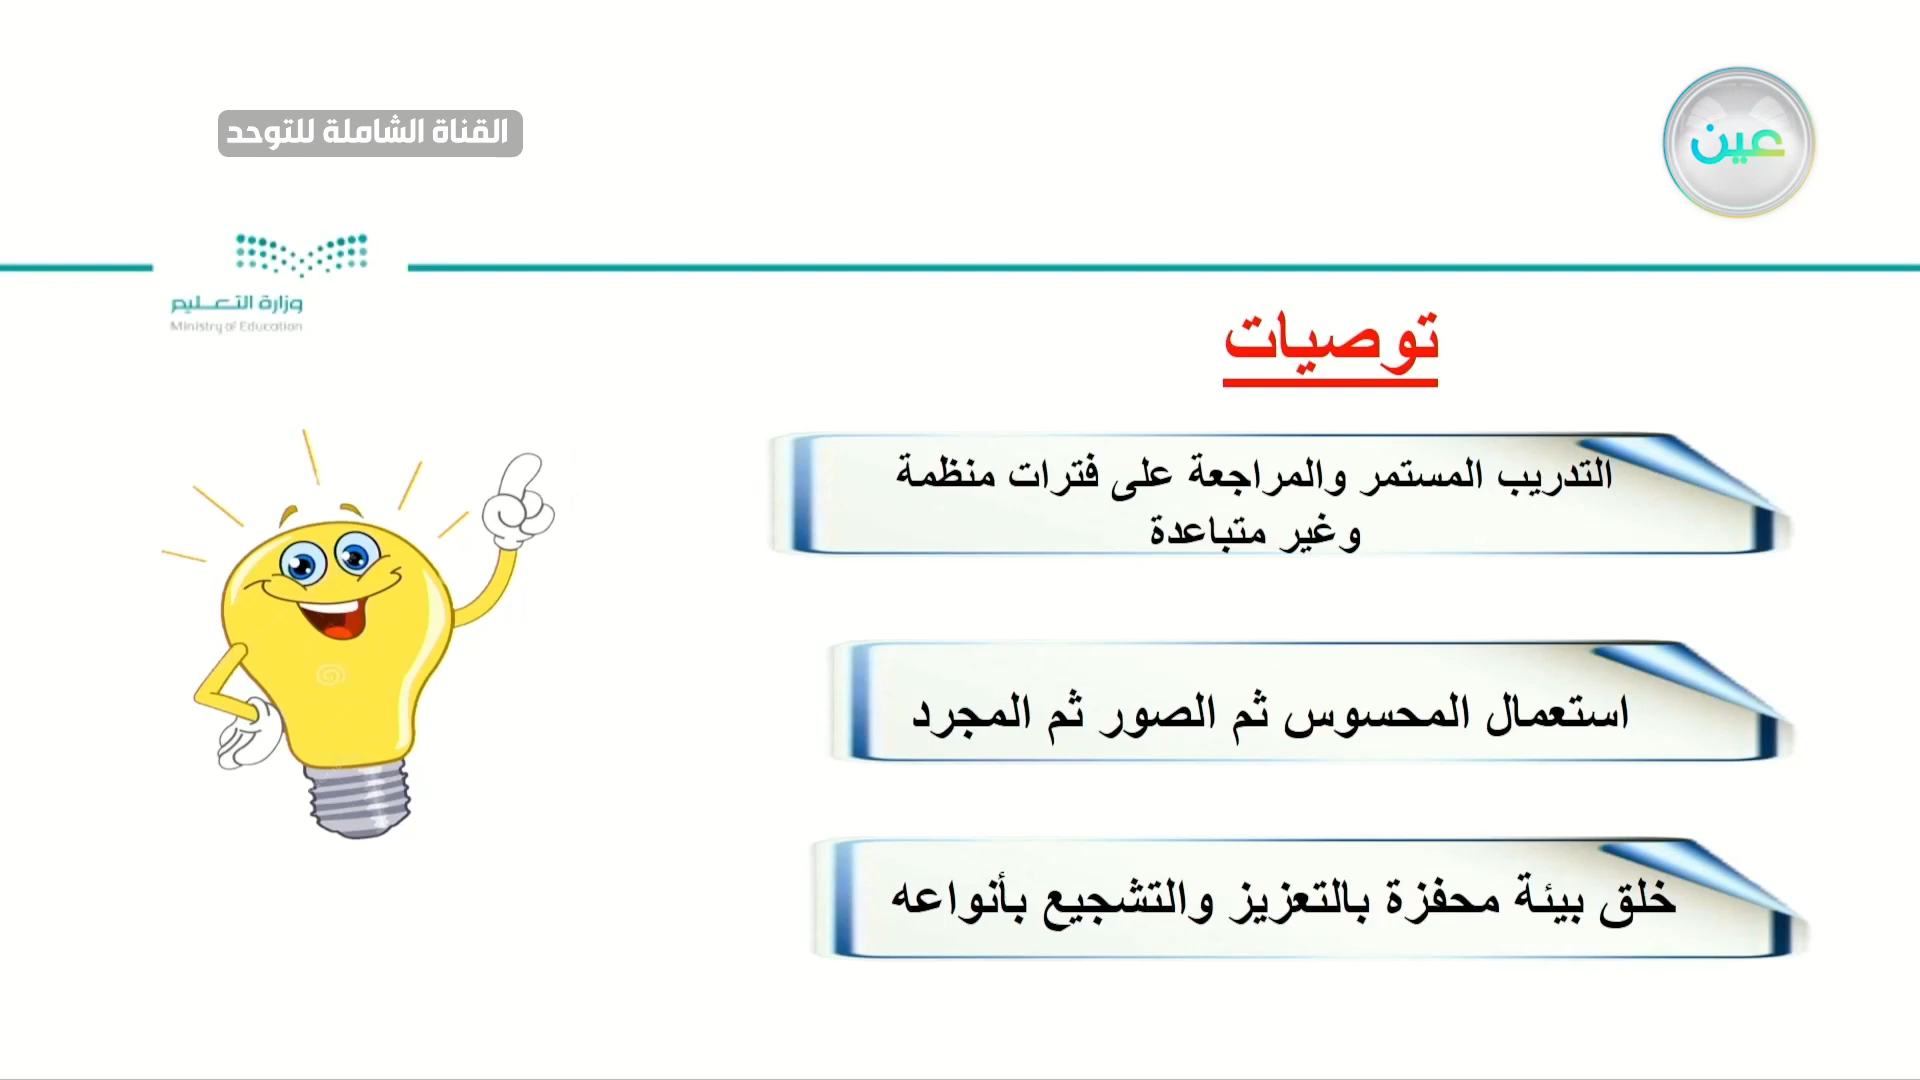 القناة الشاملة للتوحد
عين
وزارة التعليم
Ministry of Education
توصيات
التدريب المستمر والمراجعة على فترات منظمة
وغير متباعدة
استعمال المحسوس ثم الصور ثم المجرد
خلق بيئة محفزة بالتعزيز والتشجيع بأنواعه